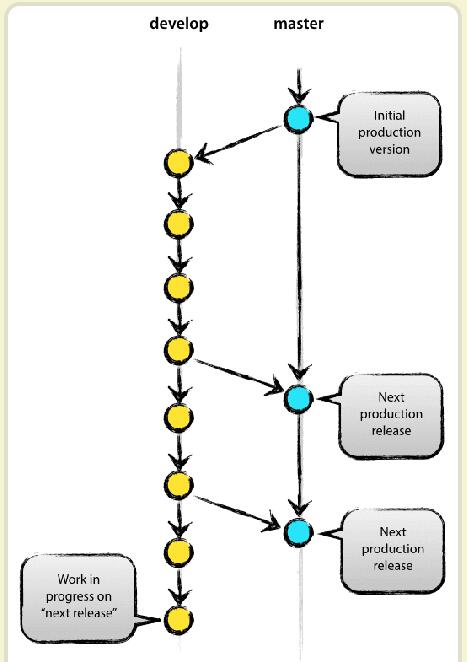 develop
master
Initial
production
version
Next
production
release
Next
production
release
Work in
progress on
“next release”